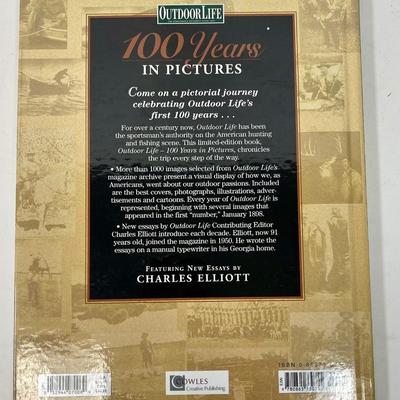 OUTDOOR LIFE
100 Years
IN PICTURES
Come on a pictorial journey
celebrating Outdoor Life's
first 100 years . . .
For over a century now, Outdoor Life has been
the sportsman's authority on the American hunting
and fishing scene. This limited-edition book,
Outdoor Life – 100 Years in Pictures, chronicles
the trip every step of the way.
• More than 1000 images selected from Outdoor Life's
magazine archive present a visual display of how we, as
Americans, went about our outdoor passions. Included
are the best covers, photographs, illustrations, adver-
tisements and cartoons. Every year of Outdoor Life is
represented, beginning with several images that
appeared in the first "number," January 1898.
• New essays by Outdoor Life Contributing Editor
Charles Elliott introduce each decade. Elliott, now 91
years old, joined the magazine in 1950. He wrote the
essays on a manual typewriter in his Georgia home.
FEATURING NEW ESSAYS BY
CHARLES ELLIOTT
COWLES
Creative Publishing
ISBN